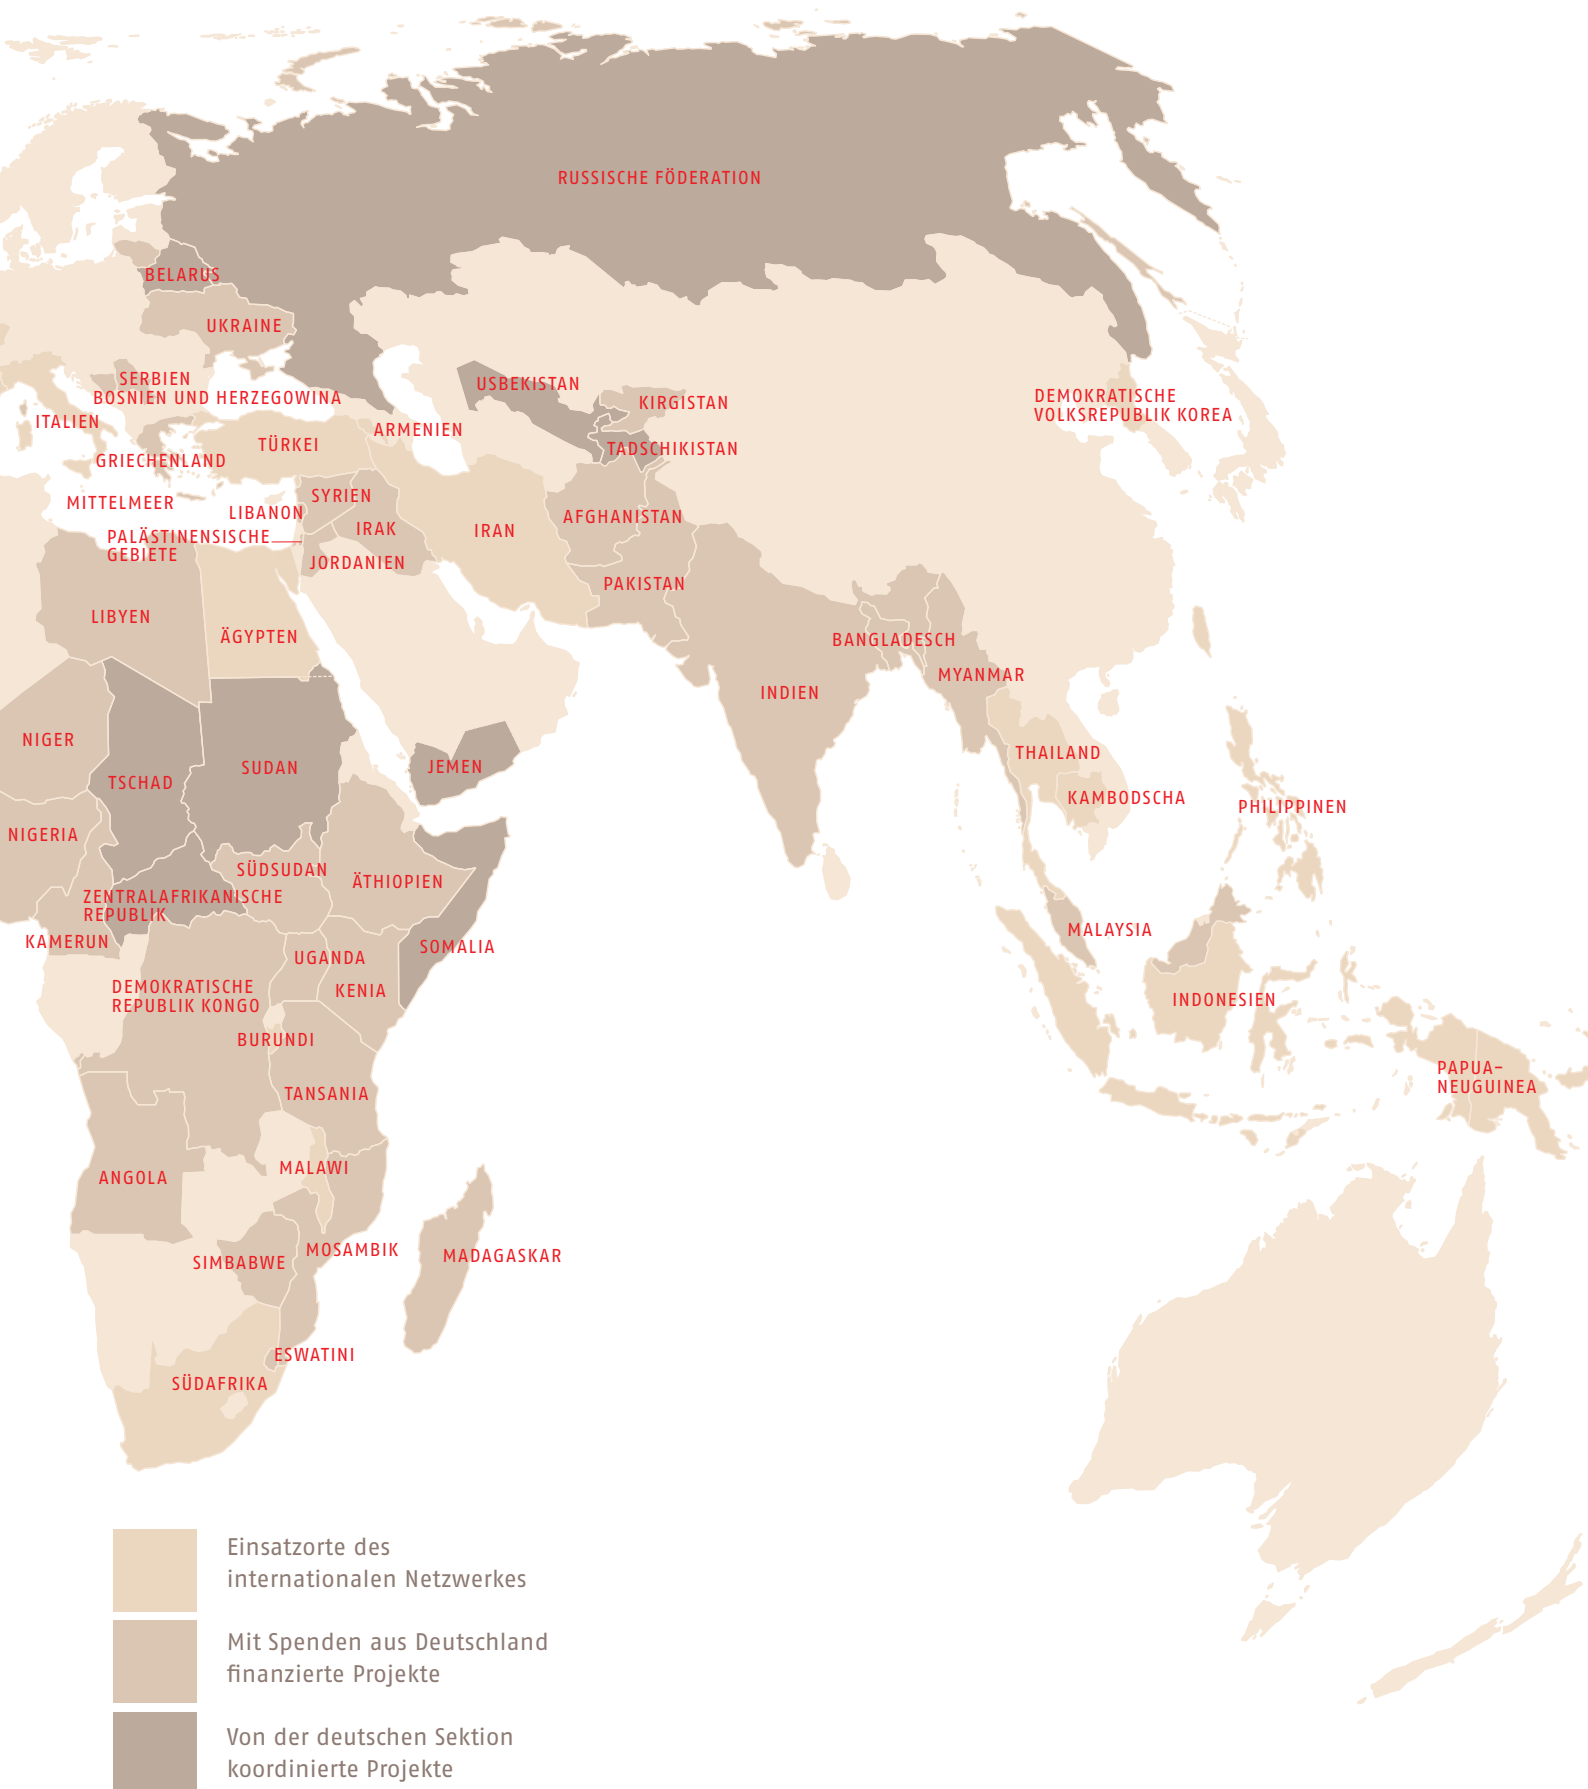 RUSSISCHE FÖDERATION
BELARUS
UKRAINE
SERBIEN
BOSNIEN UND HERZEGOWINA
USBEKISTAN
KIRGISTAN
DEMOKRATISCHE
VOLKSREPUBLIK KOREA
ITALIEN
ARMENIEN
TÜRKEI
TADSCHIKISTAN
GRIECHENLAND
MITTELMEER
SYRIEN
LIBANON
AFGHANISTAN
IRAK
IRAN
PALÄSTINENSISCHE
GEBIETE
JORDANIEN
PAKISTAN
LIBYEN
ÄGYPTEN
BANGLADESCH
MYANMAR
INDIEN
NIGER
THAILAND
SUDAN
JEMEN
TSCHAD
KAMBODSCHA
PHILIPPINEN
NIGERIA
SÜDSUDAN
ÄTHIOPIEN
ZENTRALAFRIKANISCHE
REPUBLIK
MALAYSIA
KAMERUN
SOMALIA
UGANDA
DEMOKRATISCHE
REPUBLIK KONGO
KENIA
INDONESIEN
BURUNDI
PAPUA-
NEUGUINEA
TANSANIA
MALAWI
ANGOLA
MOSAMBIK
MADAGASKAR
SIMBABWE
ESWATINI
SÜDAFRIKA
Einsatzorte des
internationalen Netzwerkes
Mit Spenden aus Deutschland
finanzierte Projekte
Von der deutschen Sektion
koordinierte Projekte